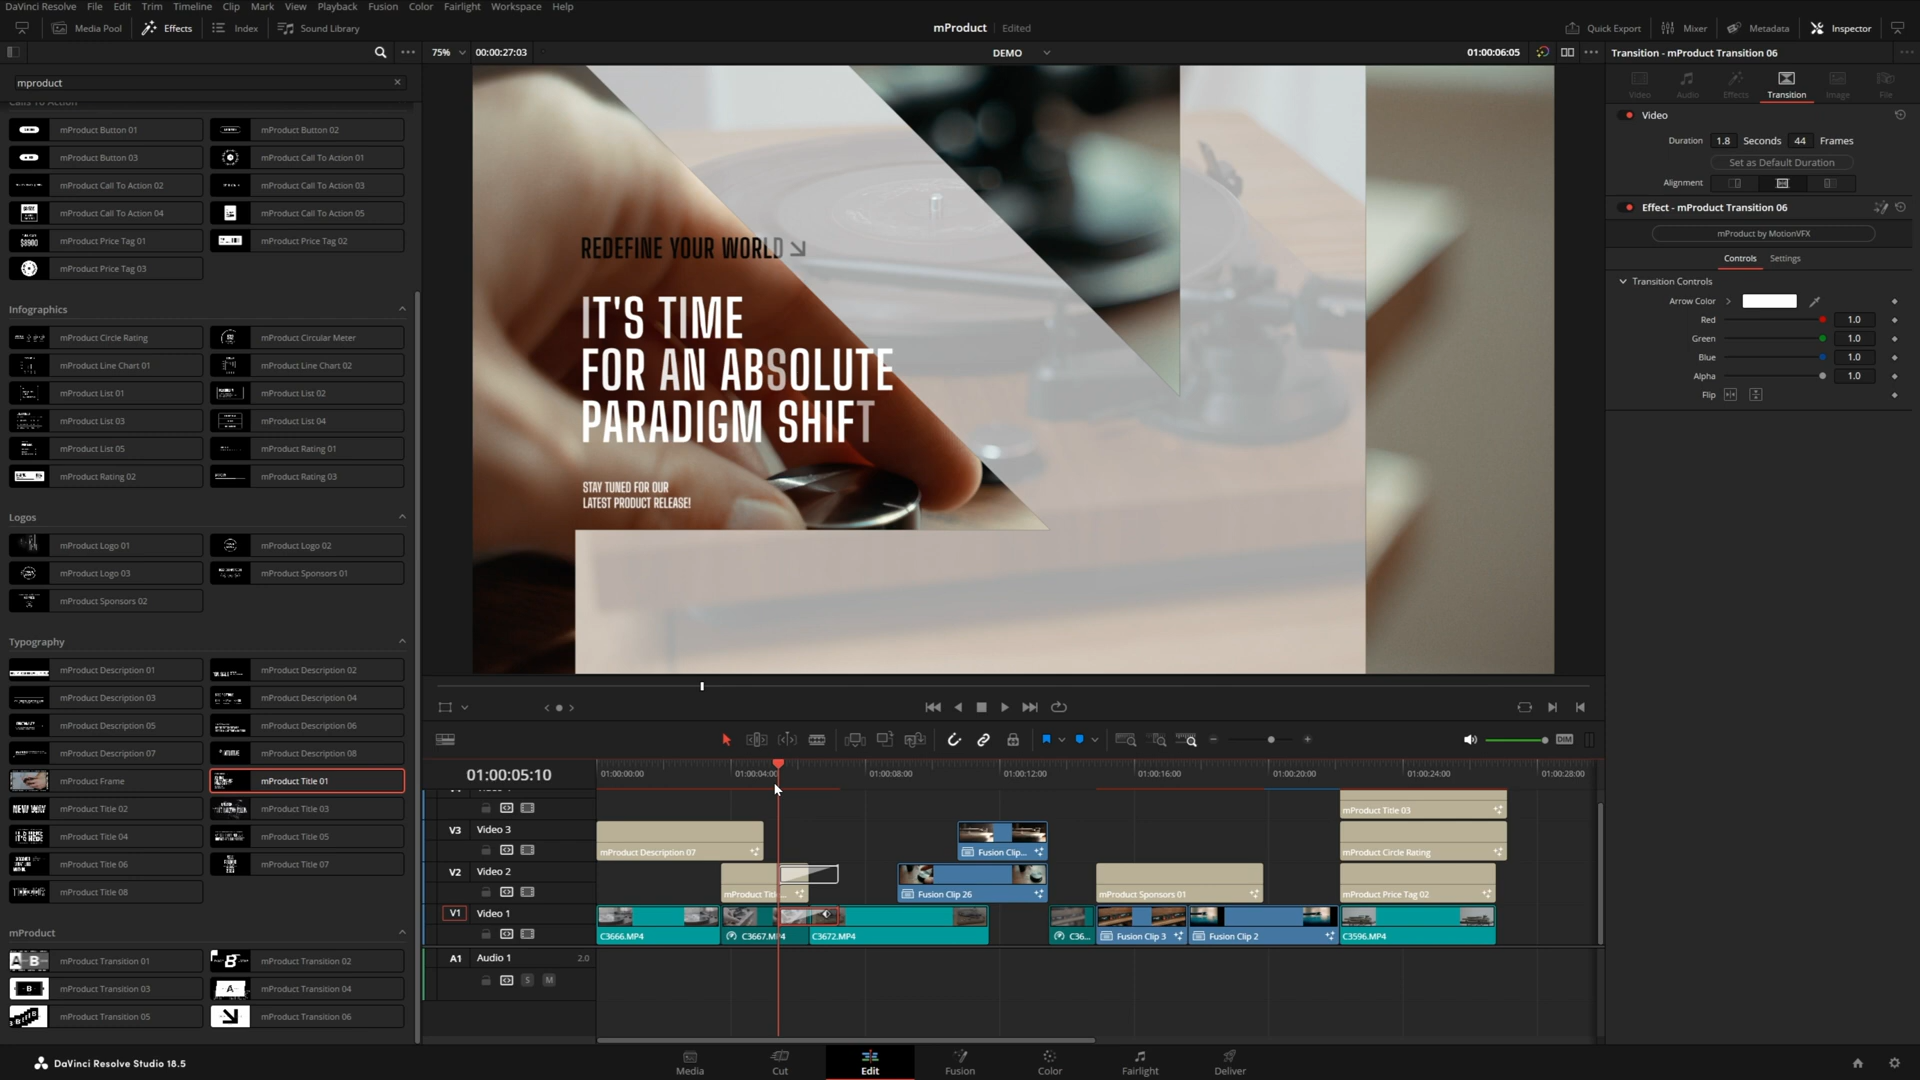 DaVinci Resolve File Edit Trim Timeline Clip Mark View Playback Fusion Color Fairlight Workspace Help
Media Pool Effects Index Sound Library mProduct Edited Quick Export Mixer Metadata Inspector
75% 00:00:27:03 DEMO 01:00:06:05 Transition - mProduct Transition 06
mproduct
Video Audio Effects Transition Image File
Calls To Action
mProduct Button 01 mProduct Button 02
mProduct Button 03 mProduct Call To Action 01
mProduct Call To Action 02 mProduct Call To Action 03
mProduct Call To Action 04 mProduct Call To Action 05
mProduct Price Tag 01 mProduct Price Tag 02
mProduct Price Tag 03
Infographics
mProduct Circle Rating mProduct Circular Meter
mProduct Line Chart 01 mProduct Line Chart 02
mProduct List 01 mProduct List 02
mProduct List 03 mProduct List 04
mProduct List 05 mProduct Rating 01
mProduct Rating 02 mProduct Rating 03
Logos
mProduct Logo 01 mProduct Logo 02
mProduct Logo 03 mProduct Sponsors 01
mProduct Sponsors 02
Typography
mProduct Description 01 mProduct Description 02
mProduct Description 03 mProduct Description 04
mProduct Description 05 mProduct Description 06
mProduct Description 07 mProduct Description 08
mProduct Frame mProduct Title 01
mProduct Title 02 mProduct Title 03
mProduct Title 04 mProduct Title 05
mProduct Title 06 mProduct Title 07
mProduct Title 08
mProduct
mProduct Transition 01 mProduct Transition 02
mProduct Transition 03 mProduct Transition 04
mProduct Transition 05 mProduct Transition 06
REDEFINE YOUR WORLD
IT'S TIME
FOR AN ABSOLUTE
PARADIGM SHIFT
STAY TUNED FOR OUR
LATEST PRODUCT RELEASE!
Video
Duration 1.8 Seconds 44 Frames
Set as Default Duration
Alignment
Effect - mProduct Transition 06
mProduct by MotionVFX
Controls Settings
Transition Controls
Arrow Color
Red 1.0
Green 1.0
Blue 1.0
Alpha 1.0
Flip
DIM
01:00:05:10 01:00:00:00 01:00:04:00 01:00:08:00 01:00:12:00 01:00:16:00 01:00:20:00 01:00:24:00 01:00:28:00
mProduct Title 03
V3 Video 3
mProduct Description 07 Fusion Clip... mProduct Circle Rating
V2 Video 2
mProduct Tit... Fusion Clip 26 mProduct Sponsors 01 mProduct Price Tag 02
V1 Video 1
C3666.MP4 C3667.MP4 C3672.MP4 C36... Fusion Clip 3 Fusion Clip 2 C3596.MP4
A1 Audio 1 2.0
S M
DaVinci Resolve Studio 18.5 Media Cut Edit Fusion Color Fairlight Deliver